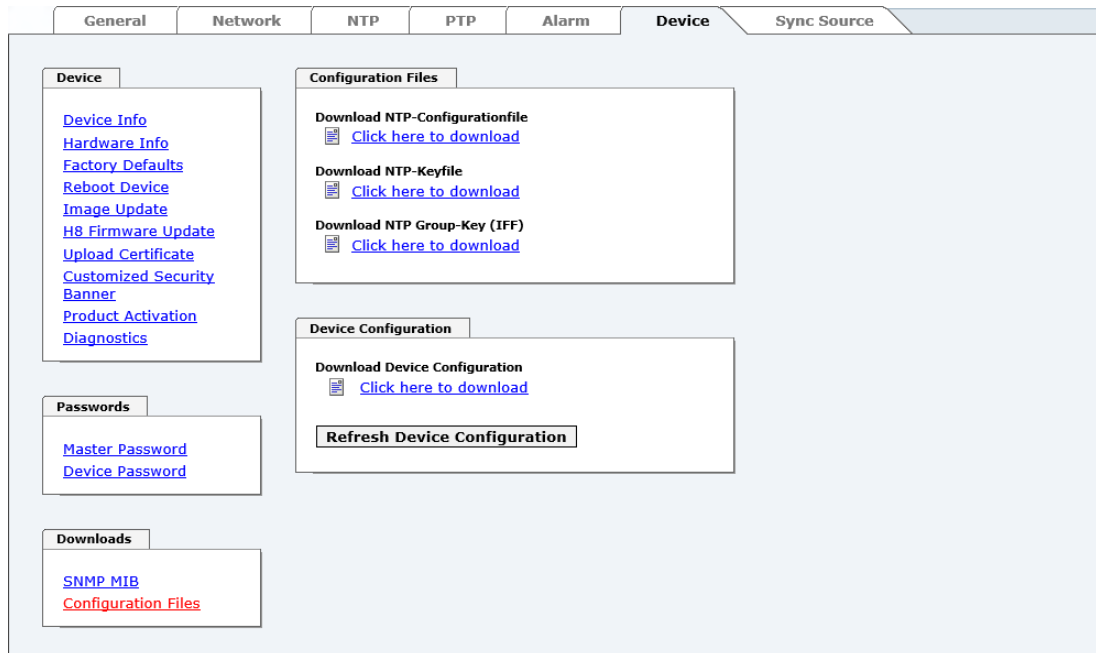 General Network NTP PTP Alarm Device Sync Source
Device
Device Info
Hardware Info
Factory Defaults
Reboot Device
Image Update
H8 Firmware Update
Upload Certificate
Customized Security
Banner
Product Activation
Diagnostics
Passwords
Master Password
Device Password
Downloads
SNMP MIB
Configuration Files
Configuration Files
Download NTP-Configurationfile
Click here to download
Download NTP-Keyfile
Click here to download
Download NTP Group-Key (IFF)
Click here to download
Device Configuration
Download Device Configuration
Click here to download
Refresh Device Configuration